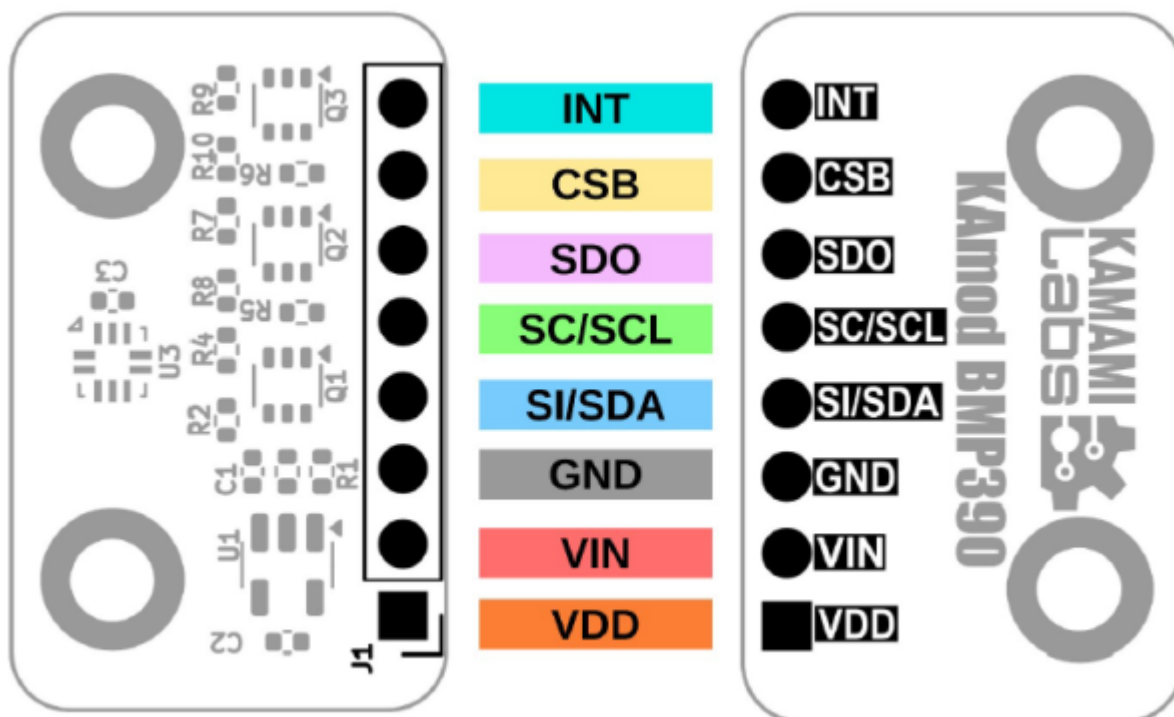 R9
Q3
R10
R6
R7
Q2
C3
R8
R5
R4
U3
Q1
R2
C1
R1
U1
C2
J1
INT
CSB
SDO
SC/SCL
SI/SDA
GND
VIN
VDD
INT
CSB
SDO
SC/SCL
SI/SDA
GND
VIN
VDD
KAmod BMP390
KAMAMI
Labs